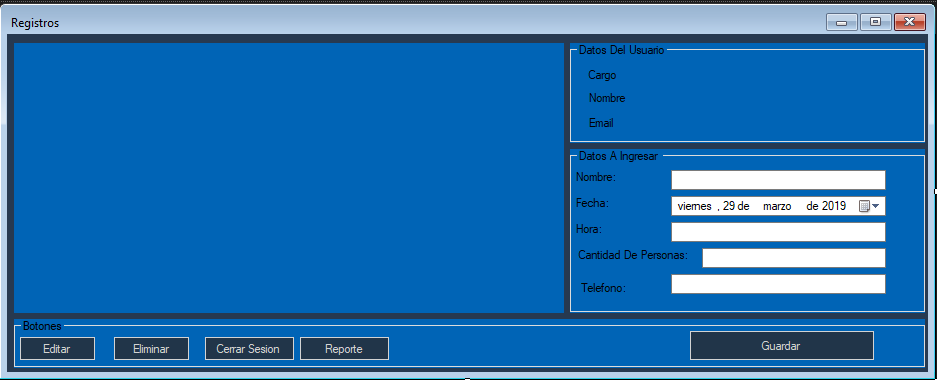 Registros
Datos Del Usuario
Cargo
Nombre
Email
Datos A Ingresar
Nombre:
Fecha: viernes , 29 de marzo de 2019
Hora:
Cantidad De Personas:
Telefono:
Botones
Editar Eliminar Cerrar Sesion Reporte Guardar